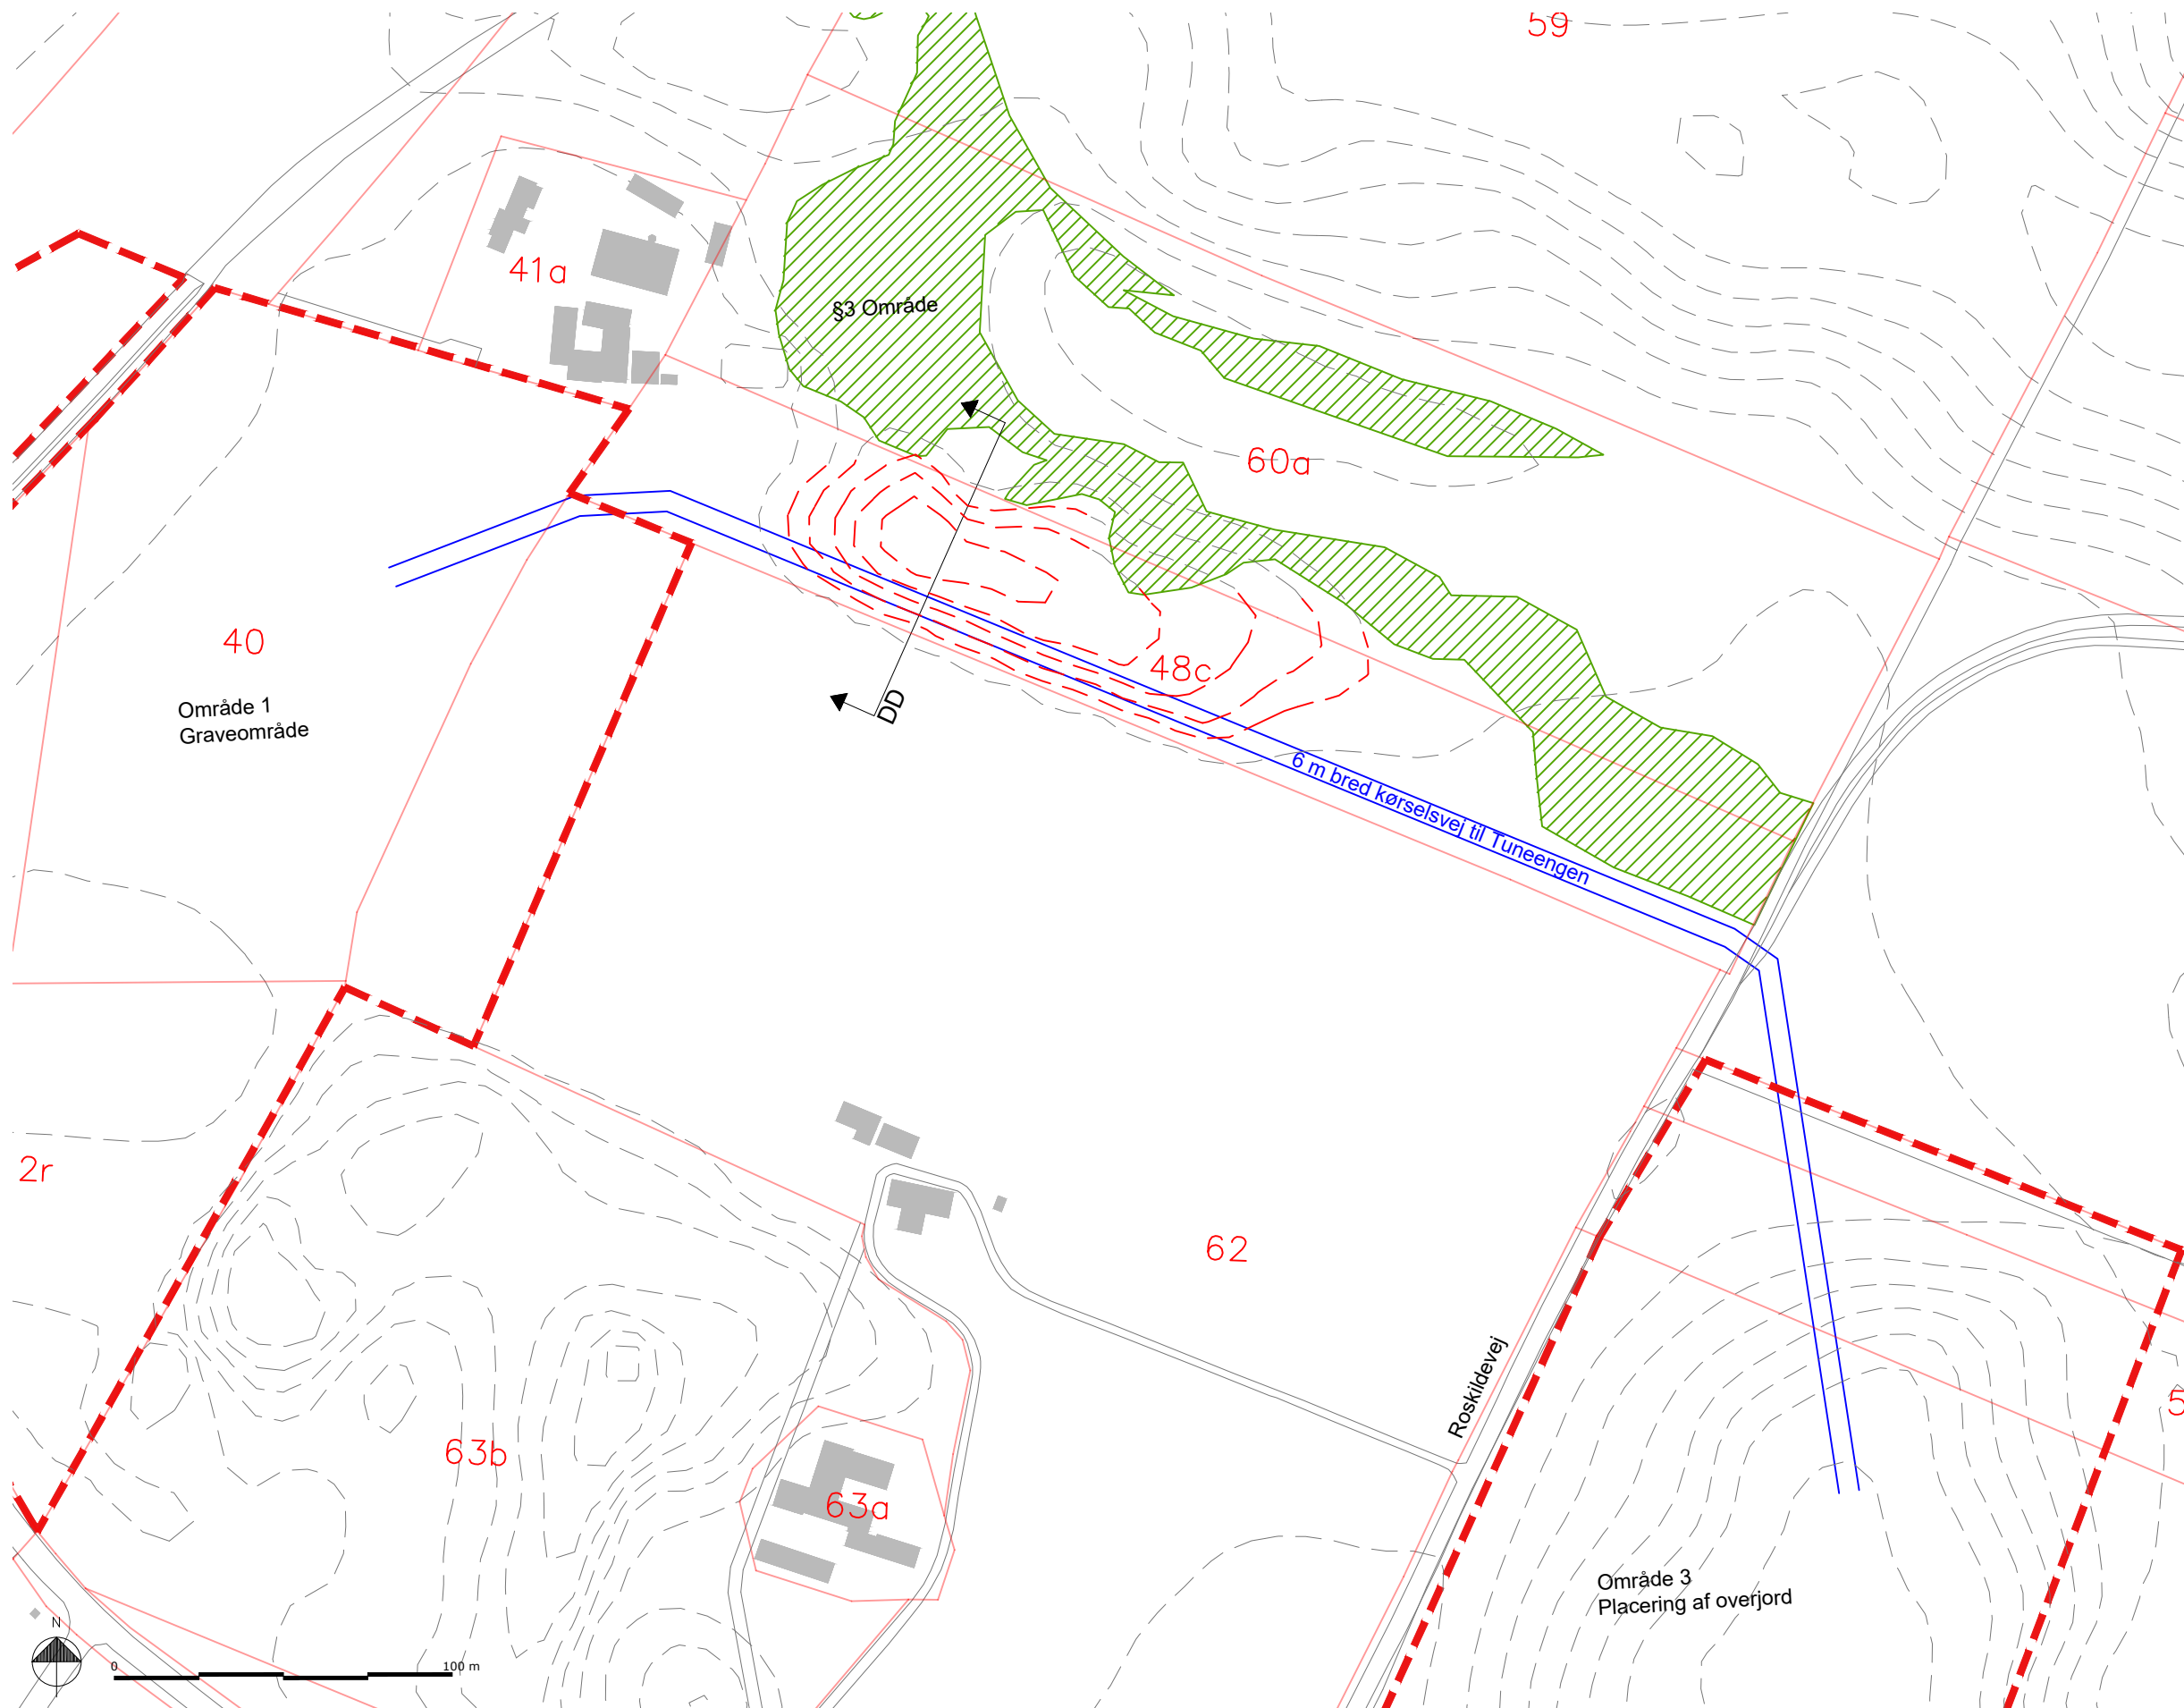 59
41a
§3 Område
60a
40
48c
Område 1
Graveområde
DD
6 m bred kørselsvej til Tuneengen
2r
62
Roskildevej
5
63b
63a
Område 3
Placering af overjord
N
0
100 m